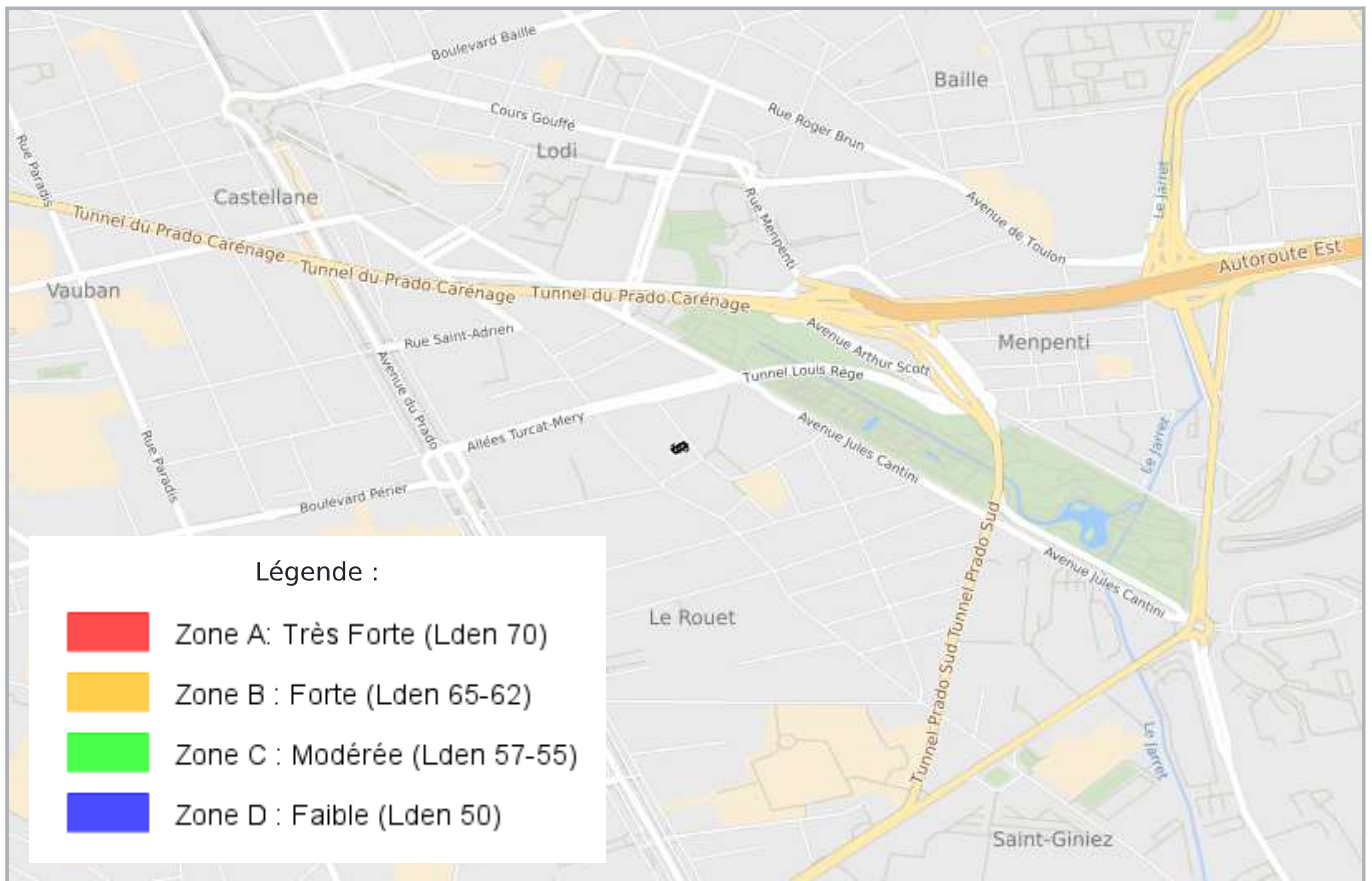 Boulevard Baille
Baille
Cours Gouffé
Rue Roger Brun
Lodi
Rue Paradis
Castellane
Le Jarret
Rue Menpenti
Avenue de Toulon
Tunnel du Prado Carénage
Tunnel du Prado Carénage
Tunnel du Prado Carénage
Autoroute Est
Vauban
Rue Saint-Adrien
Avenue Arthur Scott
Menpenti
Avenue du Prado
Tunnel Louis Rège
Allées Turcat-Mery
Avenue Jules Cantini
Rue Paradis
Le Jarret
Boulevard Périer
Tunnel Prado Sud
Tunnel Prado Sud
Avenue Jules Cantini
Le Rouet
Le Jarret
Saint-Giniez
Légende :
Zone A: Très Forte (Lden 70)
Zone B : Forte (Lden 65-62)
Zone C : Modérée (Lden 57-55)
Zone D : Faible (Lden 50)